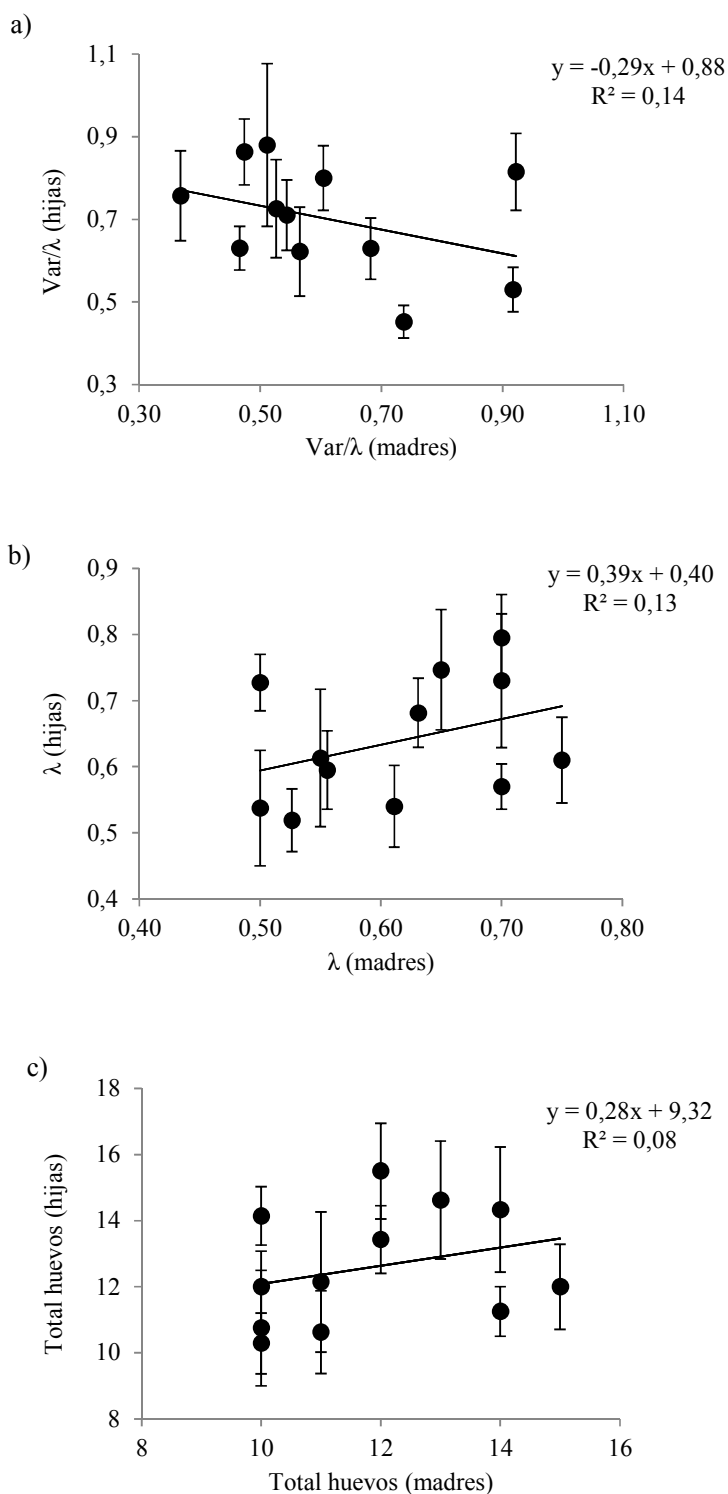 a)
y = -0,29x + 0,88
R² = 0,14
1,1
0,9
0,7
0,5
0,3
Var/λ (hijas)
0,30 0,50 0,70 0,90 1,10
Var/λ (madres)
b)
y = 0,39x + 0,40
R² = 0,13
0,9
0,8
0,7
0,6
0,5
0,4
λ (hijas)
0,40 0,50 0,60 0,70 0,80
λ (madres)
c)
y = 0,28x + 9,32
R² = 0,08
18
16
14
12
10
8
Total huevos (hijas)
8 10 12 14 16
Total huevos (madres)